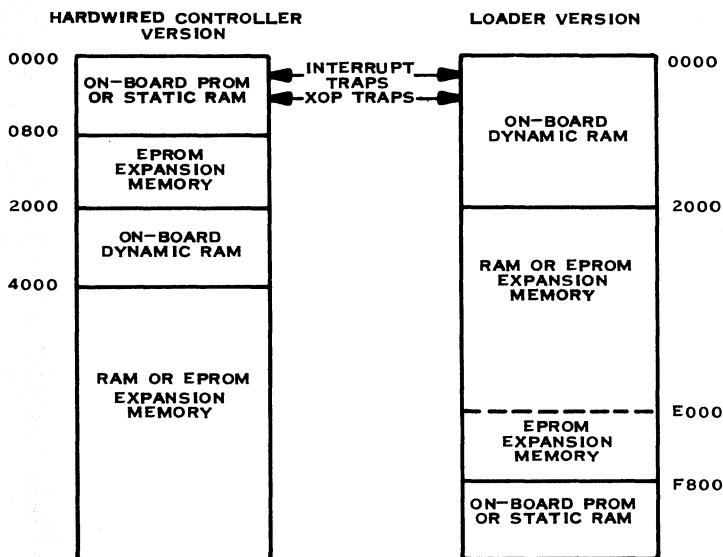 HARDWIRED CONTROLLER
VERSION
LOADER VERSION
0000
ON-BOARD PROM
OR STATIC RAM
INTERRUPT
TRAPS
XOP TRAPS
0000
ON-BOARD
DYNAMIC RAM
0800
EPROM
EXPANSION
MEMORY
2000
2000
ON-BOARD
DYNAMIC RAM
4000
RAM OR EPROM
EXPANSION
MEMORY
RAM OR EPROM
EXPANSION
MEMORY
E000
EPROM
EXPANSION
MEMORY
F800
ON-BOARD PROM
OR STATIC RAM